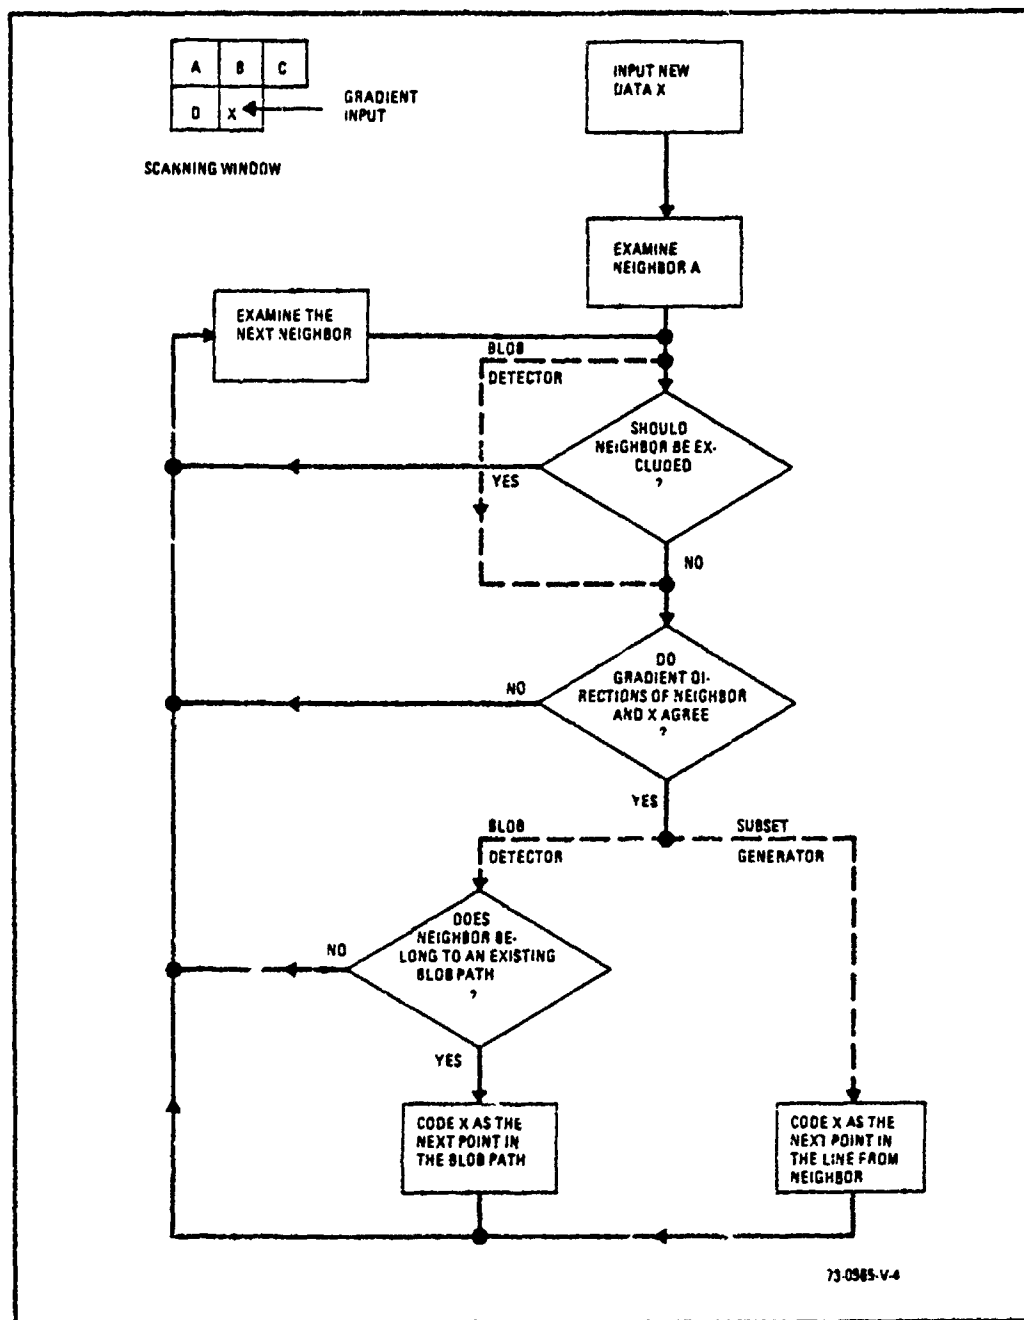 A B C
D X
GRADIENT
INPUT
SCANNING WINDOW
INPUT NEW
DATA X
EXAMINE
NEIGHBOR A
EXAMINE THE
NEXT NEIGHBOR
BLOB
DETECTOR
SHOULD
NEIGHBOR BE EX-
CLUDED
?
YES
NO
DO
GRADIENT DI-
RECTIONS OF NEIGHBOR
AND X AGREE
?
NO
YES
BLOB
DETECTOR
SUBSET
GENERATOR
DOES
NEIGHBOR BE-
LONG TO AN EXISTING
BLOB PATH
?
NO
YES
CODE X AS THE
NEXT POINT IN
THE BLOB PATH
CODE X AS THE
NEXT POINT IN
THE LINE FROM
NEIGHBOR
73-0565-V-4